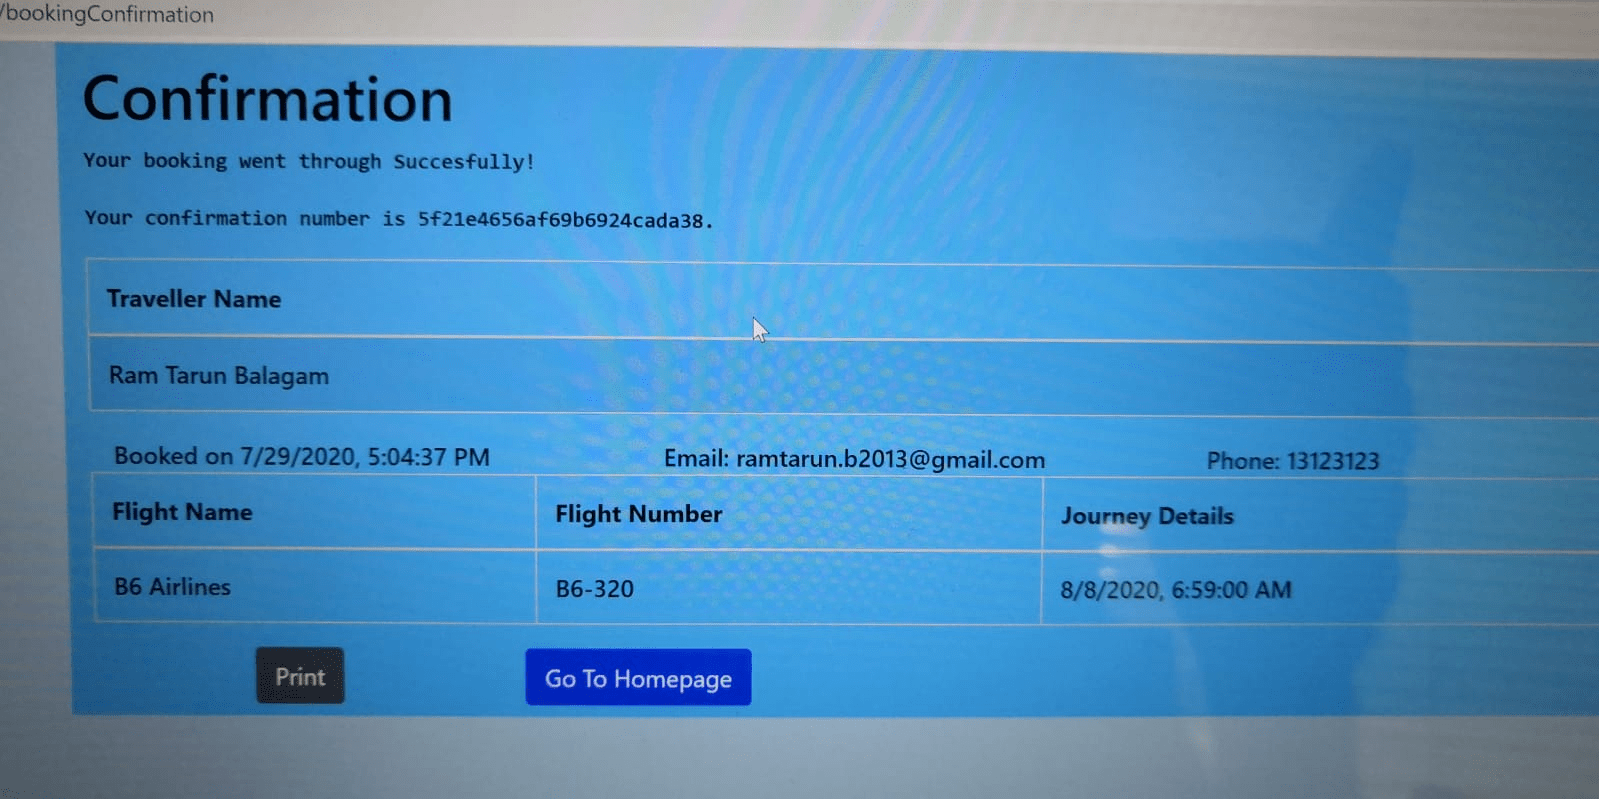 /bookingConfirmation
Confirmation
Your booking went through Succesfully!
Your confirmation number is 5f21e4656af69b6924cada38.
Traveller Name
Ram Tarun Balagam
Booked on 7/29/2020, 5:04:37 PM Email: ramtarun.b2013@gmail.com Phone: 13123123
Flight Name Flight Number Journey Details
B6 Airlines B6-320 8/8/2020, 6:59:00 AM
Print Go To Homepage